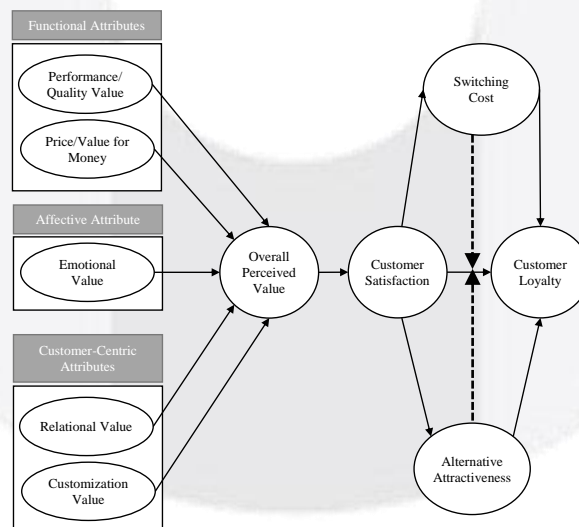 Functional Attributes
Performance/
Quality Value
Price/Value for
Money
Affective Attribute
Emotional
Value
Customer-Centric
Attributes
Relational Value
Customization
Value
Overall
Perceived
Value
Customer
Satisfaction
Switching
Cost
Customer
Loyalty
Alternative
Attractiveness